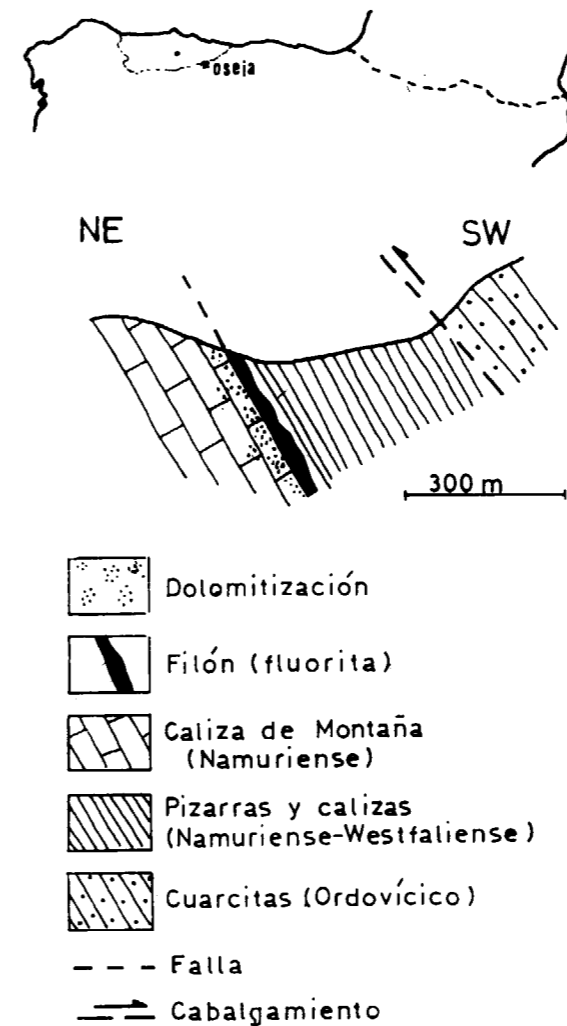 oseja
NE
SW
300 m
Dolomitización
Filón (fluorita)
Caliza de Montaña
(Namuriense)
Pizarras y calizas
(Namuriense-Westfaliense)
Cuarcitas (Ordovícico)
Falla
Cabalgamiento